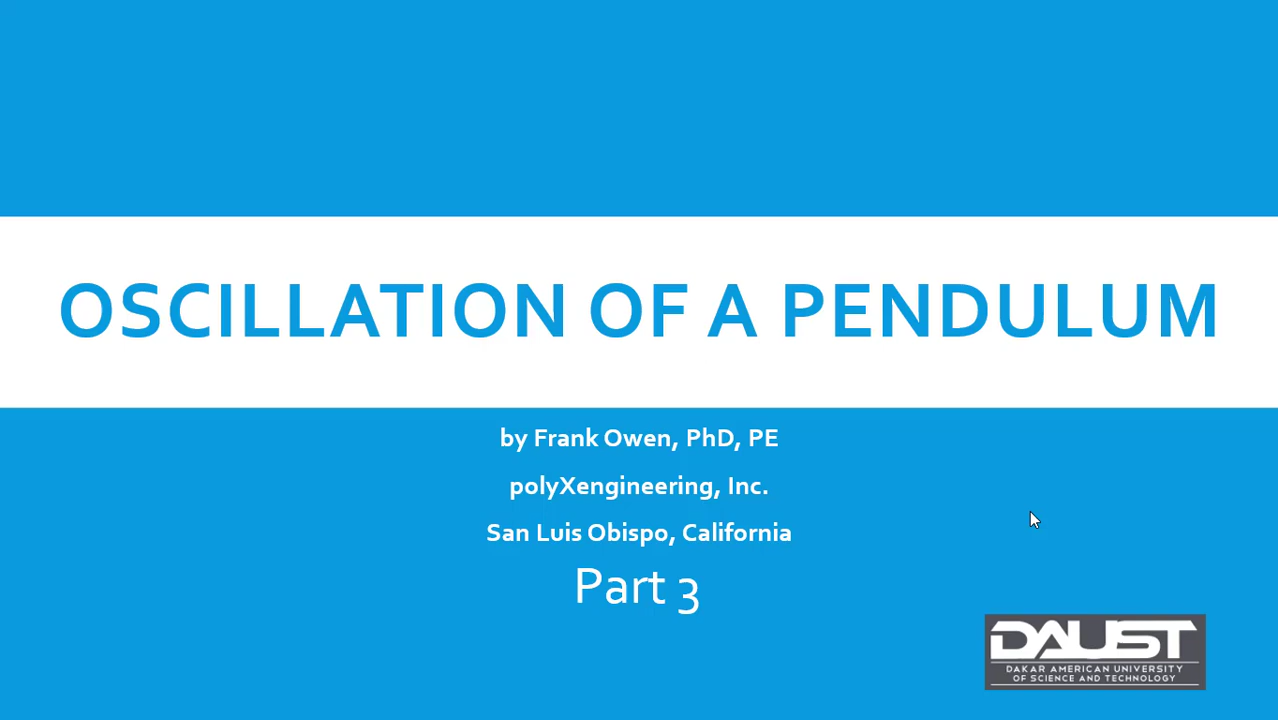 OSCILLATION OF A PENDULUM
by Frank Owen, PhD, PE
polyXengineering, Inc.
San Luis Obispo, California
Part 3
DAUST
DAKAR AMERICAN UNIVERSITY
OF SCIENCE AND TECHNOLOGY